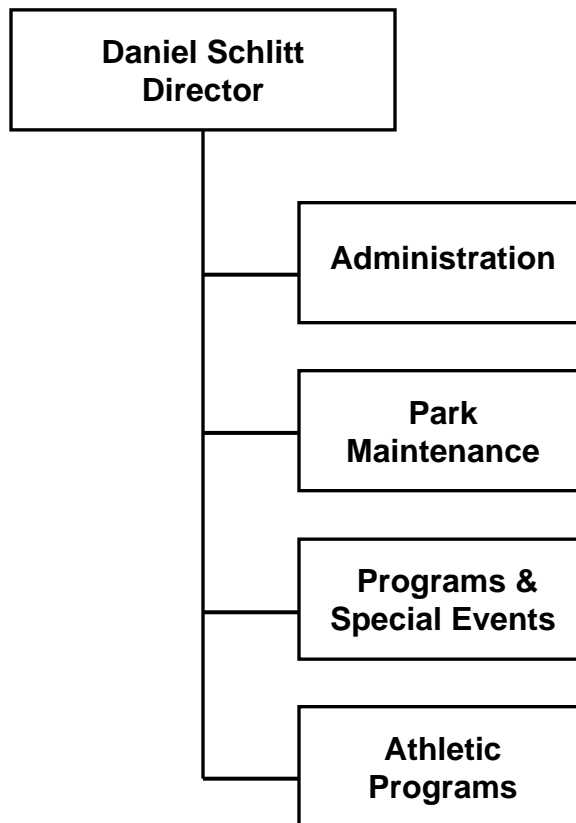 Daniel Schlitt
Director
Administration
Park
Maintenance
Programs &
Special Events
Athletic
Programs